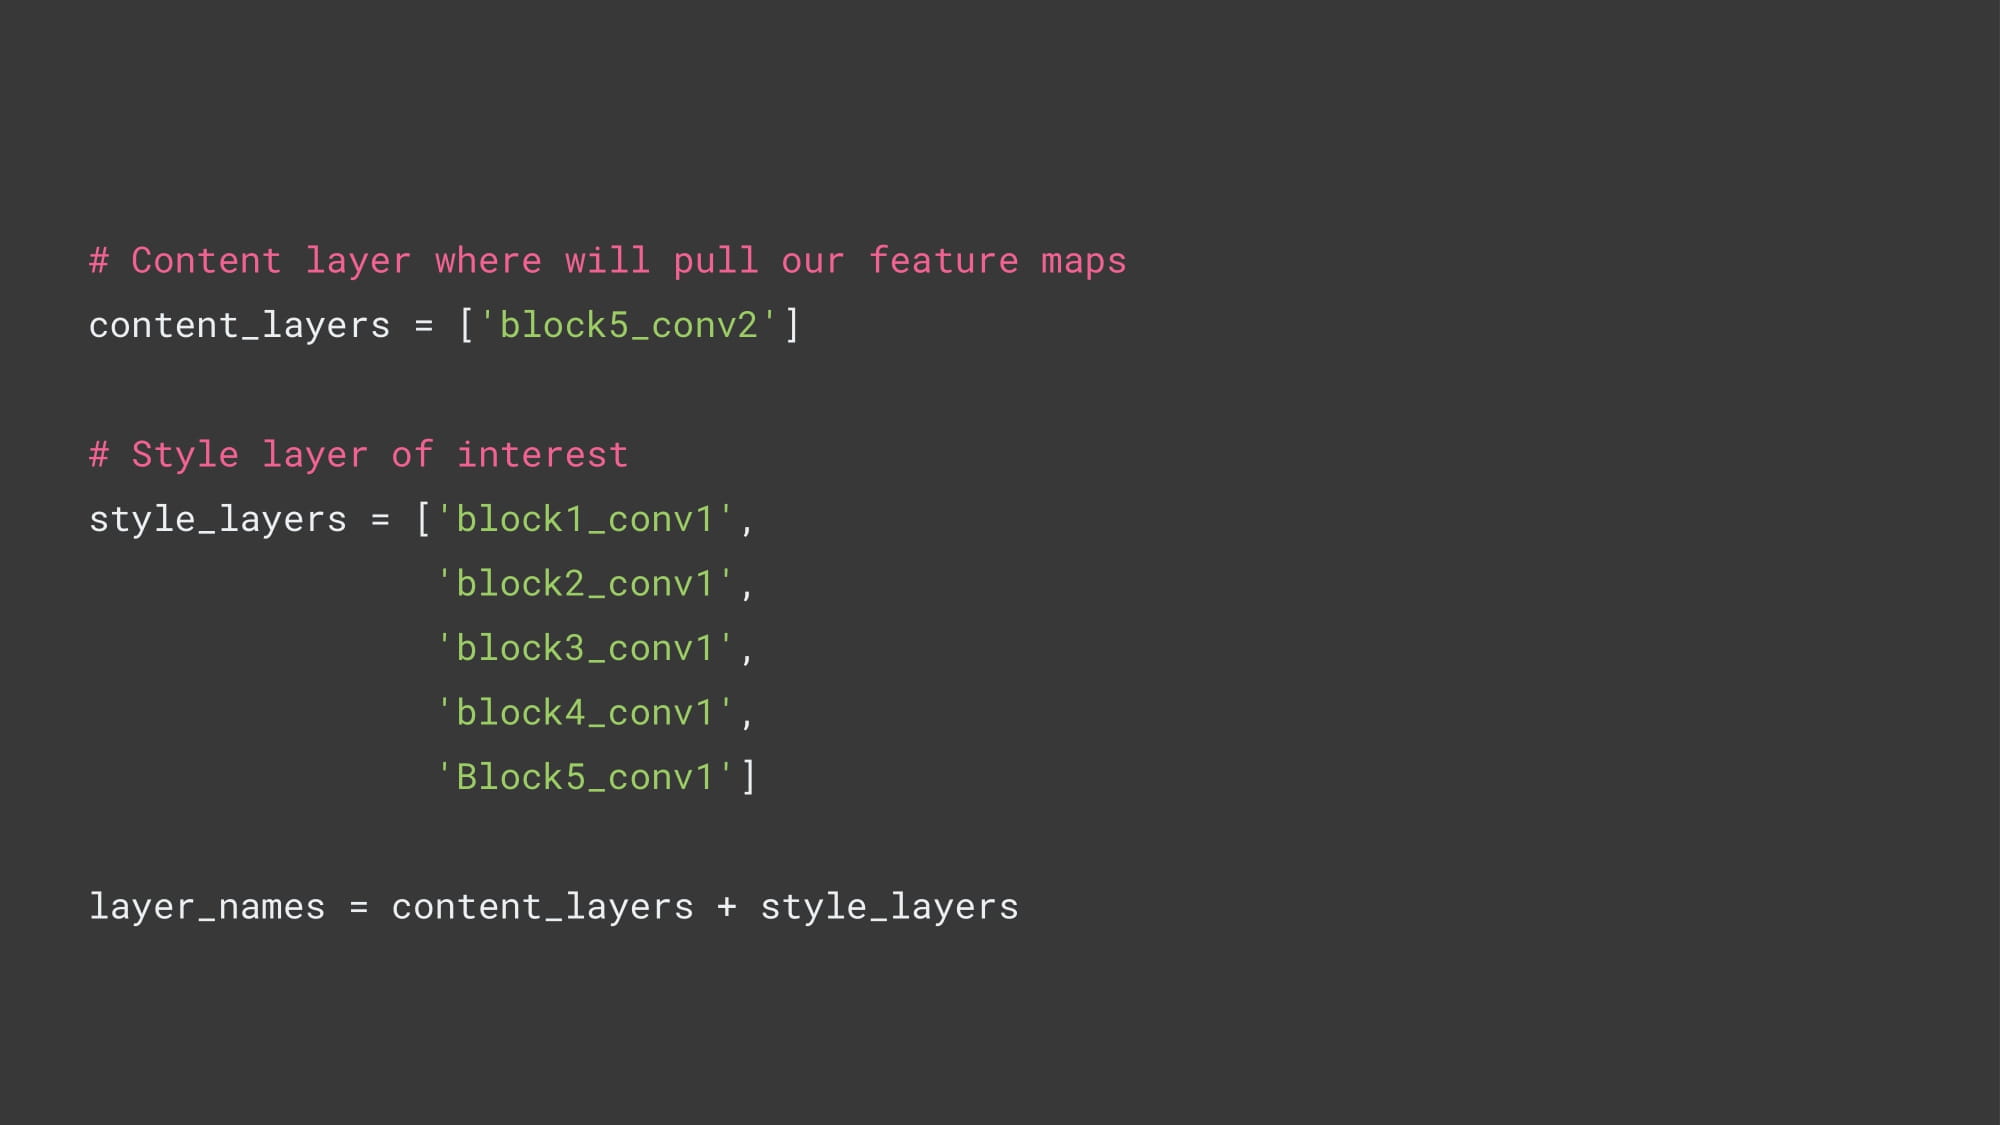 # Content layer where will pull our feature maps
content_layers = ['block5_conv2']
# Style layer of interest
style_layers = ['block1_conv1',
'block2_conv1',
'block3_conv1',
'block4_conv1',
'Block5_conv1']
layer_names = content_layers + style_layers